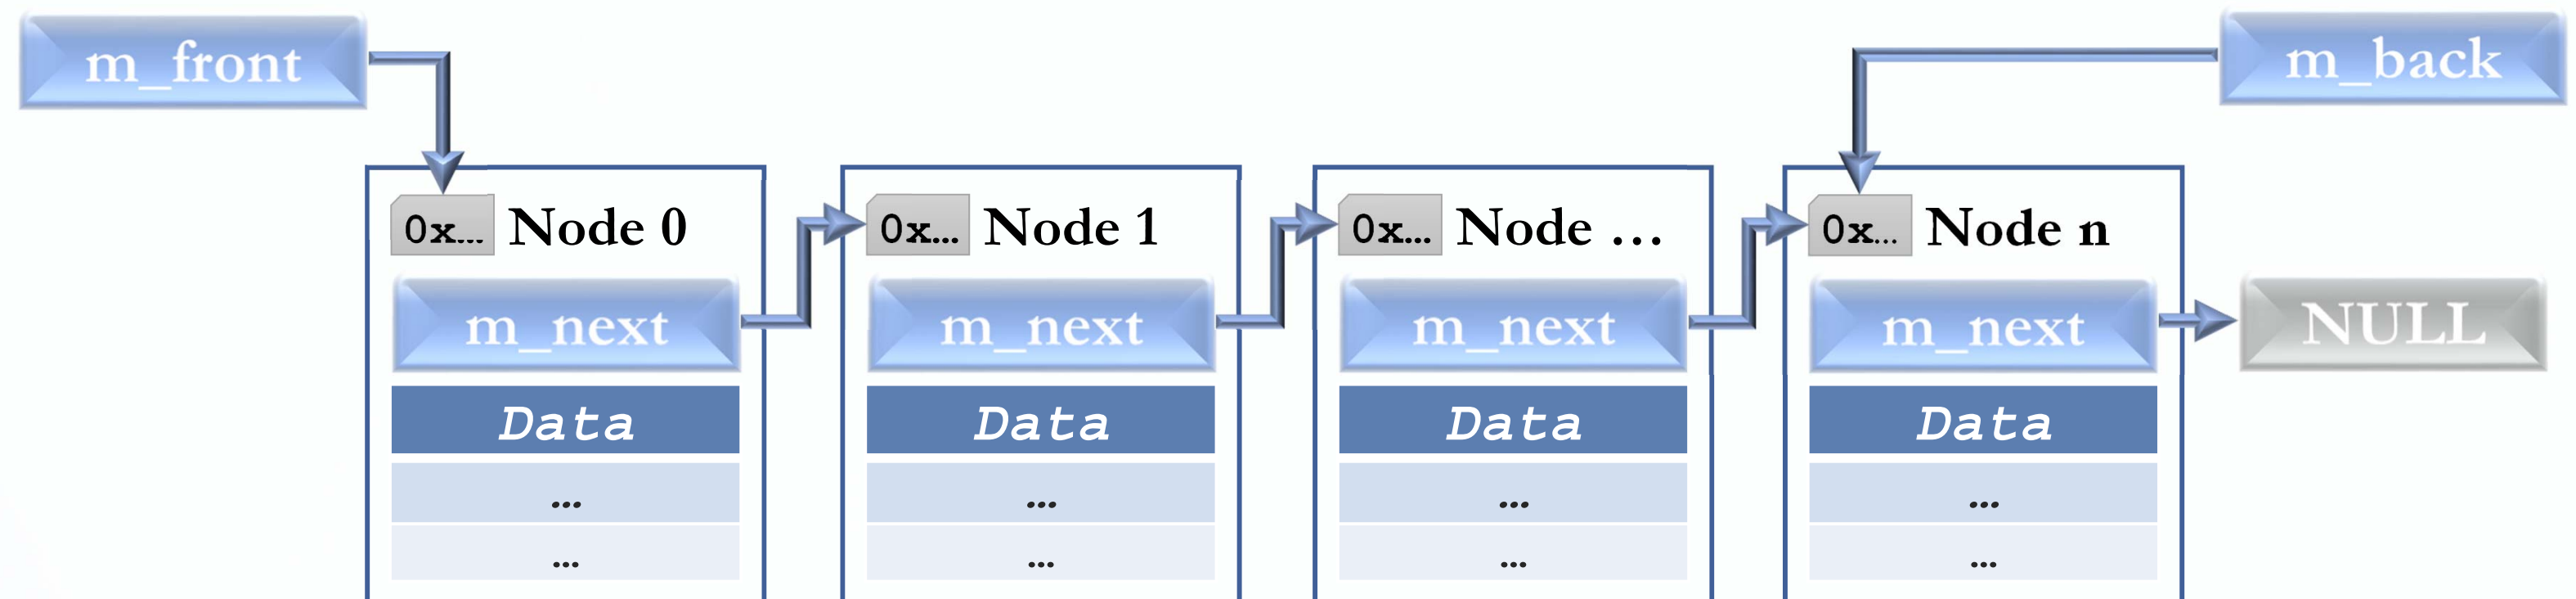 m_front
m_back
0x... Node 0
0x... Node 1
0x... Node …
0x... Node n
m_next
m_next
m_next
m_next
NULL
Data
Data
Data
Data
...
...
...
...
...
...
...
...